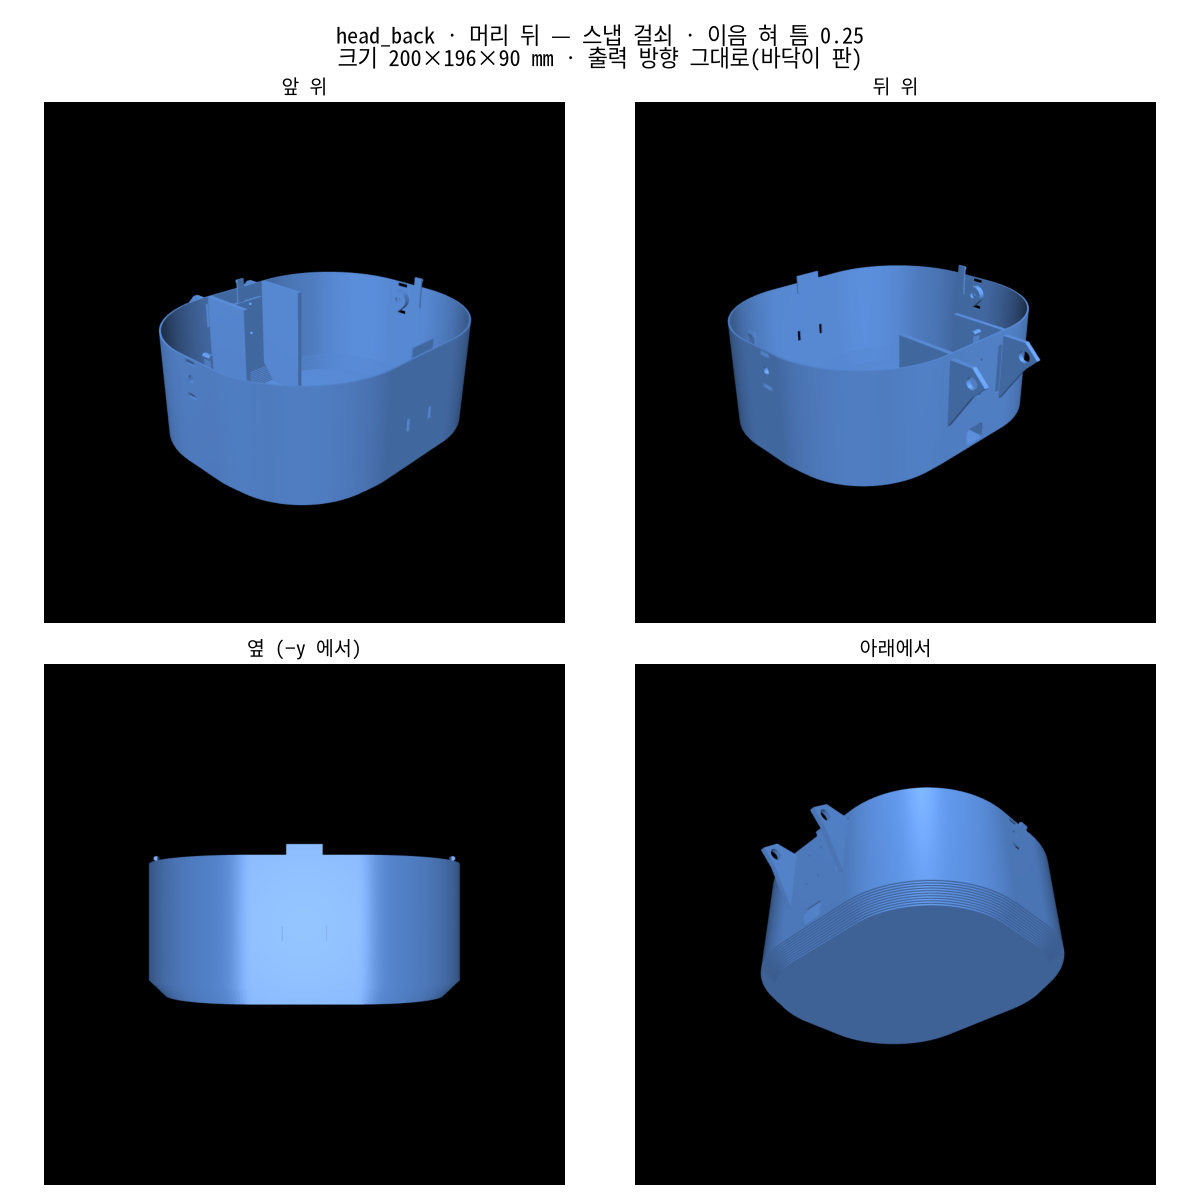 head_back · 머리 뒤 — 스냅 걸쇠 · 이음 혀 틈 0.25
크기 200×196×90 mm · 출력 방향 그대로(바닥이 판)
앞 위
뒤 위
옆 (−y 에서)
아래에서